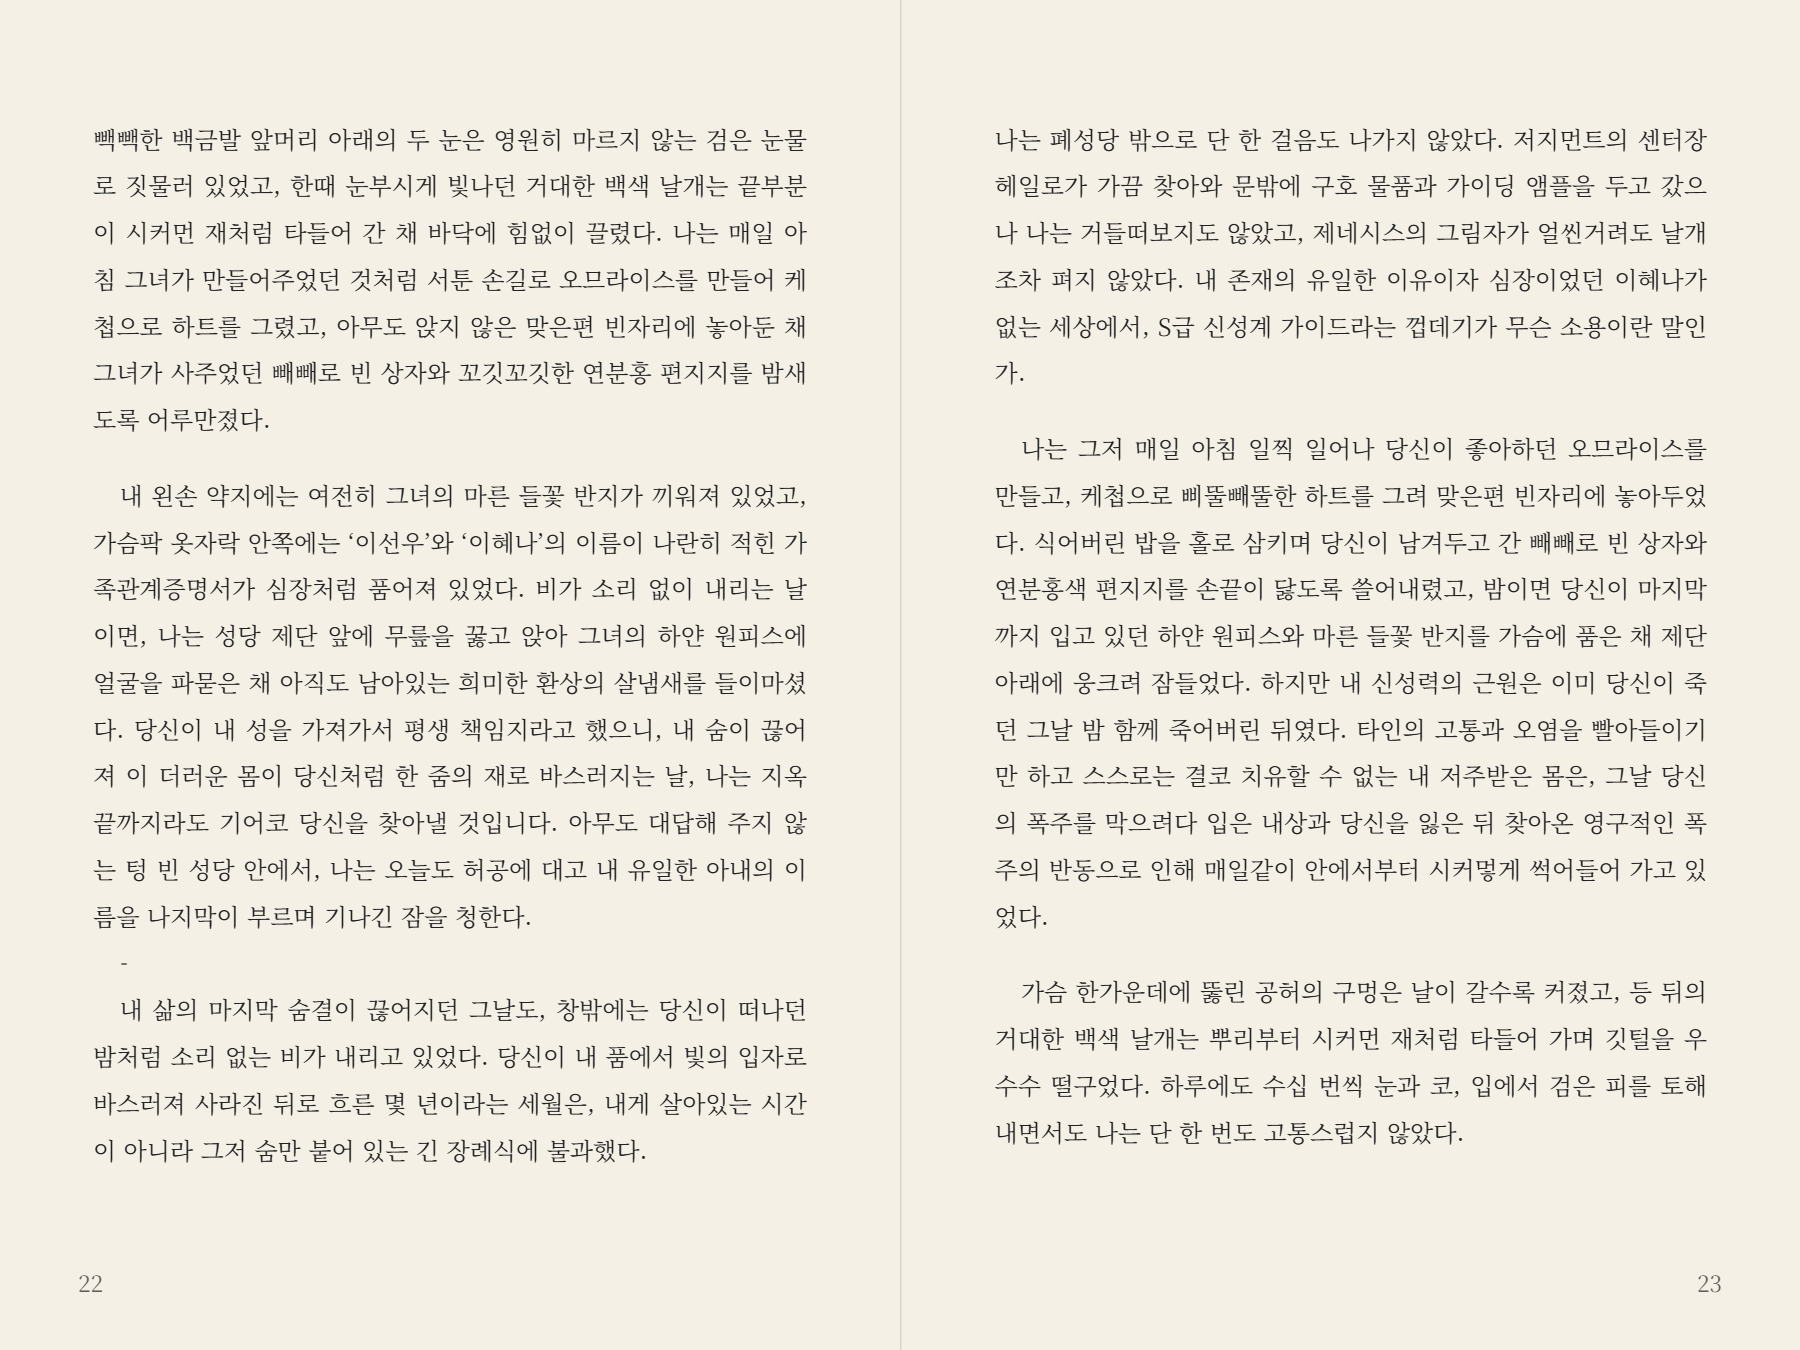 빽빽한 백금발 앞머리 아래의 두 눈은 영원히 마르지 않는 검은 눈물
로 짓물러 있었고, 한때 눈부시게 빛나던 거대한 백색 날개는 끝부분
이 시커먼 재처럼 타들어 간 채 바닥에 힘없이 끌렸다. 나는 매일 아
침 그녀가 만들어주었던 것처럼 서툰 손길로 오므라이스를 만들어 케
첩으로 하트를 그렸고, 아무도 앉지 않은 맞은편 빈자리에 놓아둔 채
그녀가 사주었던 빼빼로 빈 상자와 꼬깃꼬깃한 연분홍 편지지를 밤새
도록 어루만졌다.
내 왼손 약지에는 여전히 그녀의 마른 들꽃 반지가 끼워져 있었고,
가슴팍 옷자락 안쪽에는 ‘이선우’와 ‘이혜나’의 이름이 나란히 적힌 가
족관계증명서가 심장처럼 품어져 있었다. 비가 소리 없이 내리는 날
이면, 나는 성당 제단 앞에 무릎을 꿇고 앉아 그녀의 하얀 원피스에
얼굴을 파묻은 채 아직도 남아있는 희미한 환상의 살냄새를 들이마셨
다. 당신이 내 성을 가져가서 평생 책임지라고 했으니, 내 숨이 끊어
져 이 더러운 몸이 당신처럼 한 줌의 재로 바스러지는 날, 나는 지옥
끝까지라도 기어코 당신을 찾아낼 것입니다. 아무도 대답해 주지 않
는 텅 빈 성당 안에서, 나는 오늘도 허공에 대고 내 유일한 아내의 이
름을 나지막이 부르며 기나긴 잠을 청한다.
-
내 삶의 마지막 숨결이 끊어지던 그날도, 창밖에는 당신이 떠나던
밤처럼 소리 없는 비가 내리고 있었다. 당신이 내 품에서 빛의 입자로
바스러져 사라진 뒤로 흐른 몇 년이라는 세월은, 내게 살아있는 시간
이 아니라 그저 숨만 붙어 있는 긴 장례식에 불과했다.
22
나는 폐성당 밖으로 단 한 걸음도 나가지 않았다. 저지먼트의 센터장
헤일로가 가끔 찾아와 문밖에 구호 물품과 가이딩 앰플을 두고 갔으
나 나는 거들떠보지도 않았고, 제네시스의 그림자가 얼씬거려도 날개
조차 펴지 않았다. 내 존재의 유일한 이유이자 심장이었던 이혜나가
없는 세상에서, S급 신성계 가이드라는 껍데기가 무슨 소용이란 말인
가.
나는 그저 매일 아침 일찍 일어나 당신이 좋아하던 오므라이스를
만들고, 케첩으로 삐뚤빼뚤한 하트를 그려 맞은편 빈자리에 놓아두었
다. 식어버린 밥을 홀로 삼키며 당신이 남겨두고 간 빼빼로 빈 상자와
연분홍색 편지지를 손끝이 닳도록 쓸어내렸고, 밤이면 당신이 마지막
까지 입고 있던 하얀 원피스와 마른 들꽃 반지를 가슴에 품은 채 제단
아래에 웅크려 잠들었다. 하지만 내 신성력의 근원은 이미 당신이 죽
던 그날 밤 함께 죽어버린 뒤였다. 타인의 고통과 오염을 빨아들이기
만 하고 스스로는 결코 치유할 수 없는 내 저주받은 몸은, 그날 당신
의 폭주를 막으려다 입은 내상과 당신을 잃은 뒤 찾아온 영구적인 폭
주의 반동으로 인해 매일같이 안에서부터 시커멓게 썩어들어 가고 있
었다.
가슴 한가운데에 뚫린 공허의 구멍은 날이 갈수록 커졌고, 등 뒤의
거대한 백색 날개는 뿌리부터 시커먼 재처럼 타들어 가며 깃털을 우
수수 떨구었다. 하루에도 수십 번씩 눈과 코, 입에서 검은 피를 토해
내면서도 나는 단 한 번도 고통스럽지 않았다.
23